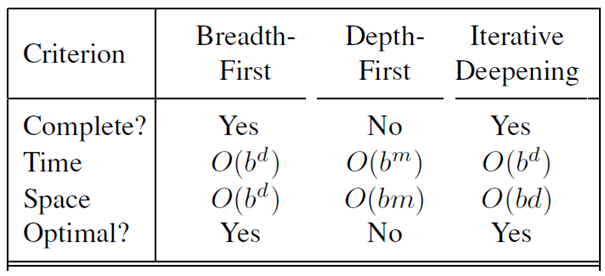 Criterion Breadth-First Depth-First Iterative Deepening
Complete? Yes No Yes
Time O(b^d) O(b^m) O(b^d)
Space O(b^d) O(bm) O(bd)
Optimal? Yes No Yes